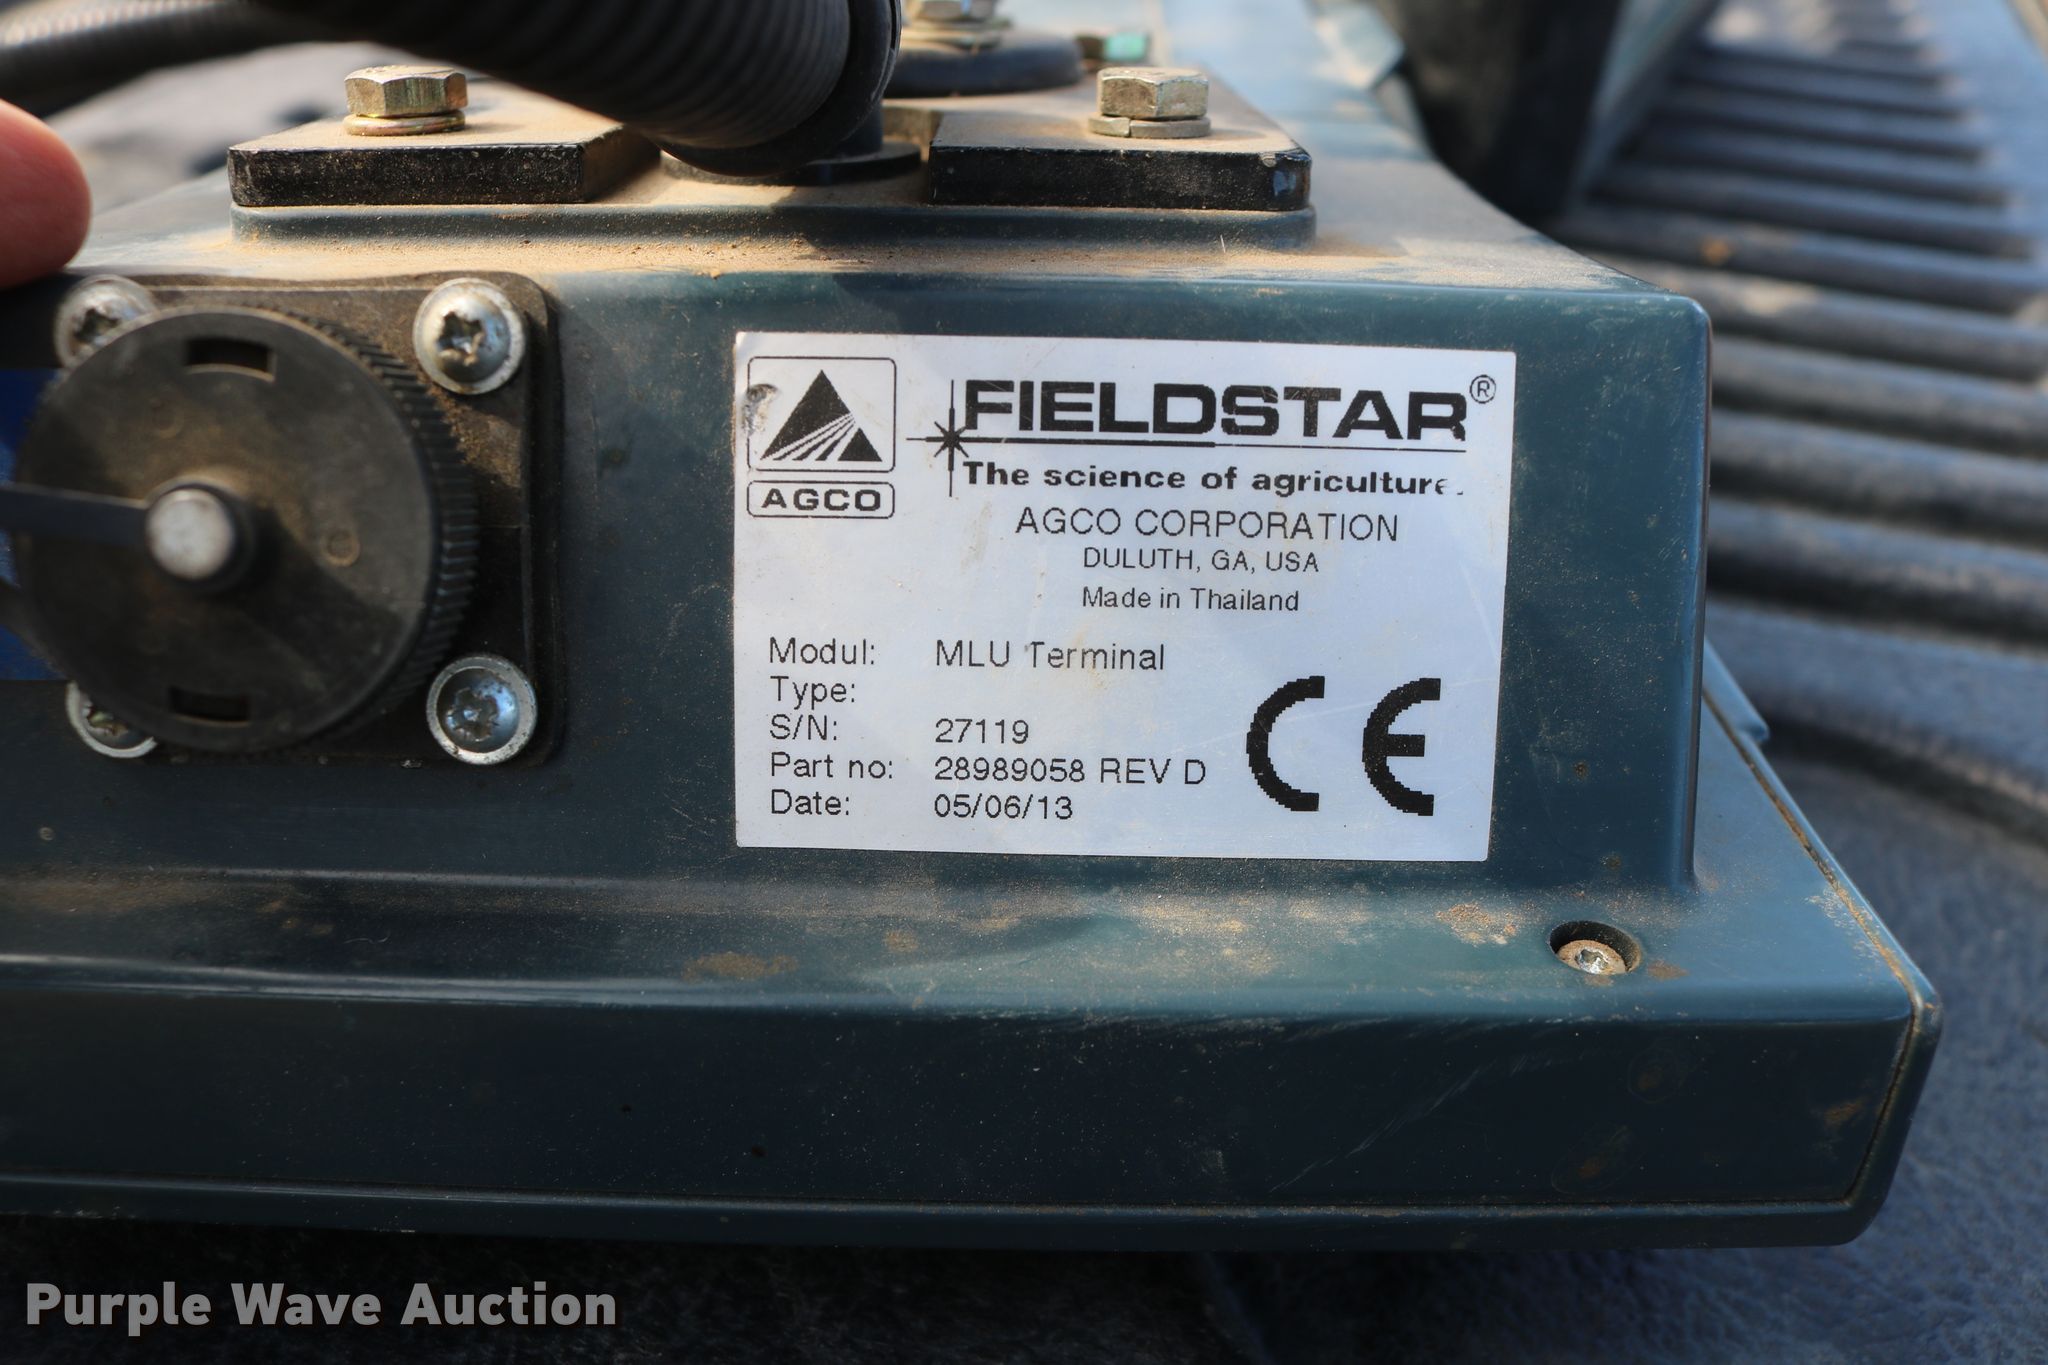 FIELDSTAR®
The science of agriculture.
AGCO
AGCO CORPORATION
DULUTH, GA, USA
Made in Thailand
Modul: MLU Terminal
Type:
S/N: 27119
Part no: 28989058 REV D
Date: 05/06/13
CE
Purple Wave Auction